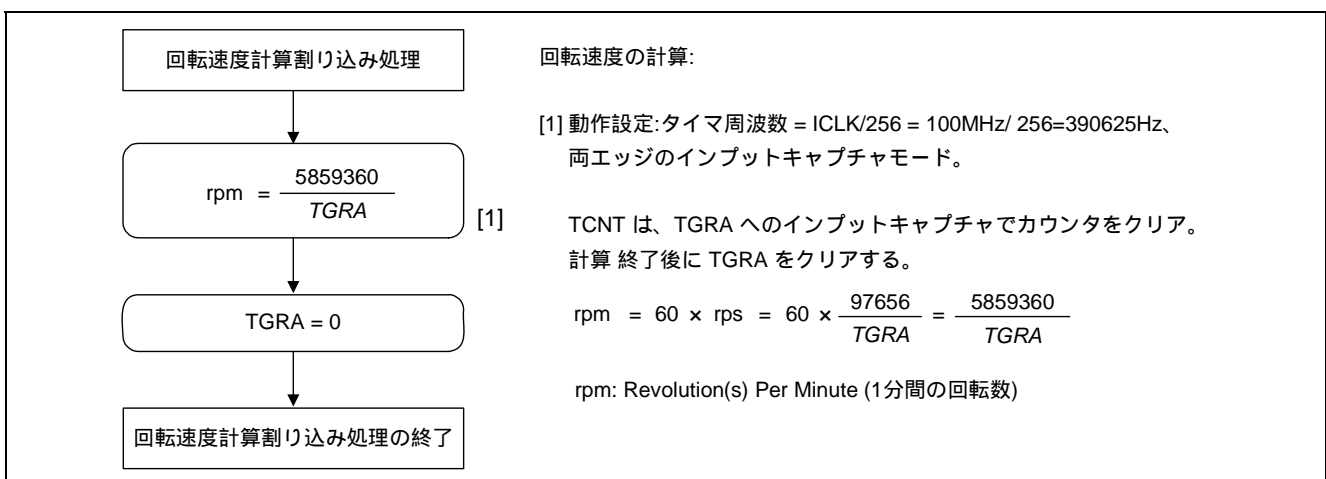 回転速度計算割り込み処理
rpm = 5859360 / TGRA
[1]
TGRA = 0
回転速度計算割り込み処理の終了
回転速度の計算:
[1] 動作設定:タイマ周波数 = ICLK/256 = 100MHz/ 256=390625Hz、
両エッジのインプットキャプチャモード。
TCNT は、TGRA へのインプットキャプチャでカウンタをクリア。
計算 終了後に TGRA をクリアする。
rpm = 60 × rps = 60 × 97656 / TGRA = 5859360 / TGRA
rpm: Revolution(s) Per Minute (1分間の回転数)